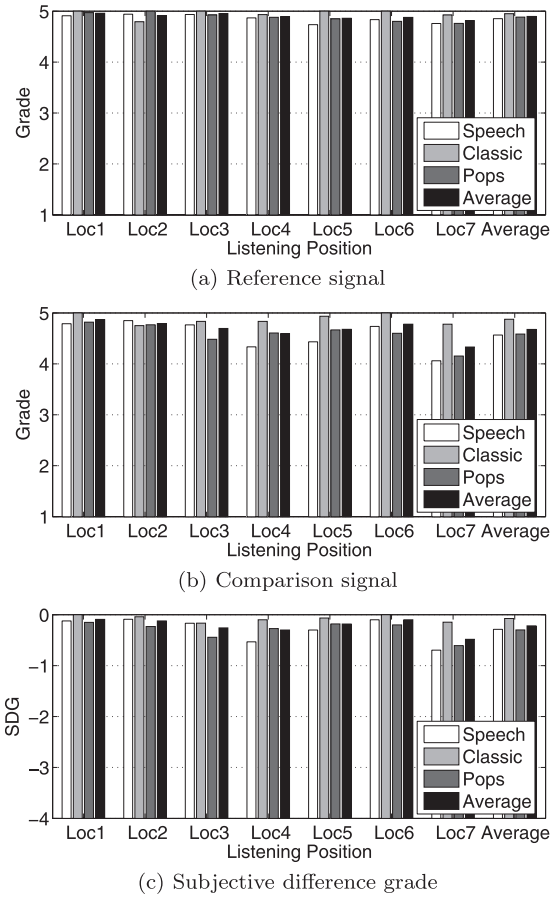 5
4
3
2
1
Grade
Speech
Classic
Pops
Average
Loc1 Loc2 Loc3 Loc4 Loc5 Loc6 Loc7 Average
Listening Position
(a) Reference signal
5
4
3
2
1
Grade
Speech
Classic
Pops
Average
Loc1 Loc2 Loc3 Loc4 Loc5 Loc6 Loc7 Average
Listening Position
(b) Comparison signal
0
−1
−2
−3
−4
SDG
Speech
Classic
Pops
Average
Loc1 Loc2 Loc3 Loc4 Loc5 Loc6 Loc7 Average
Listening Position
(c) Subjective difference grade